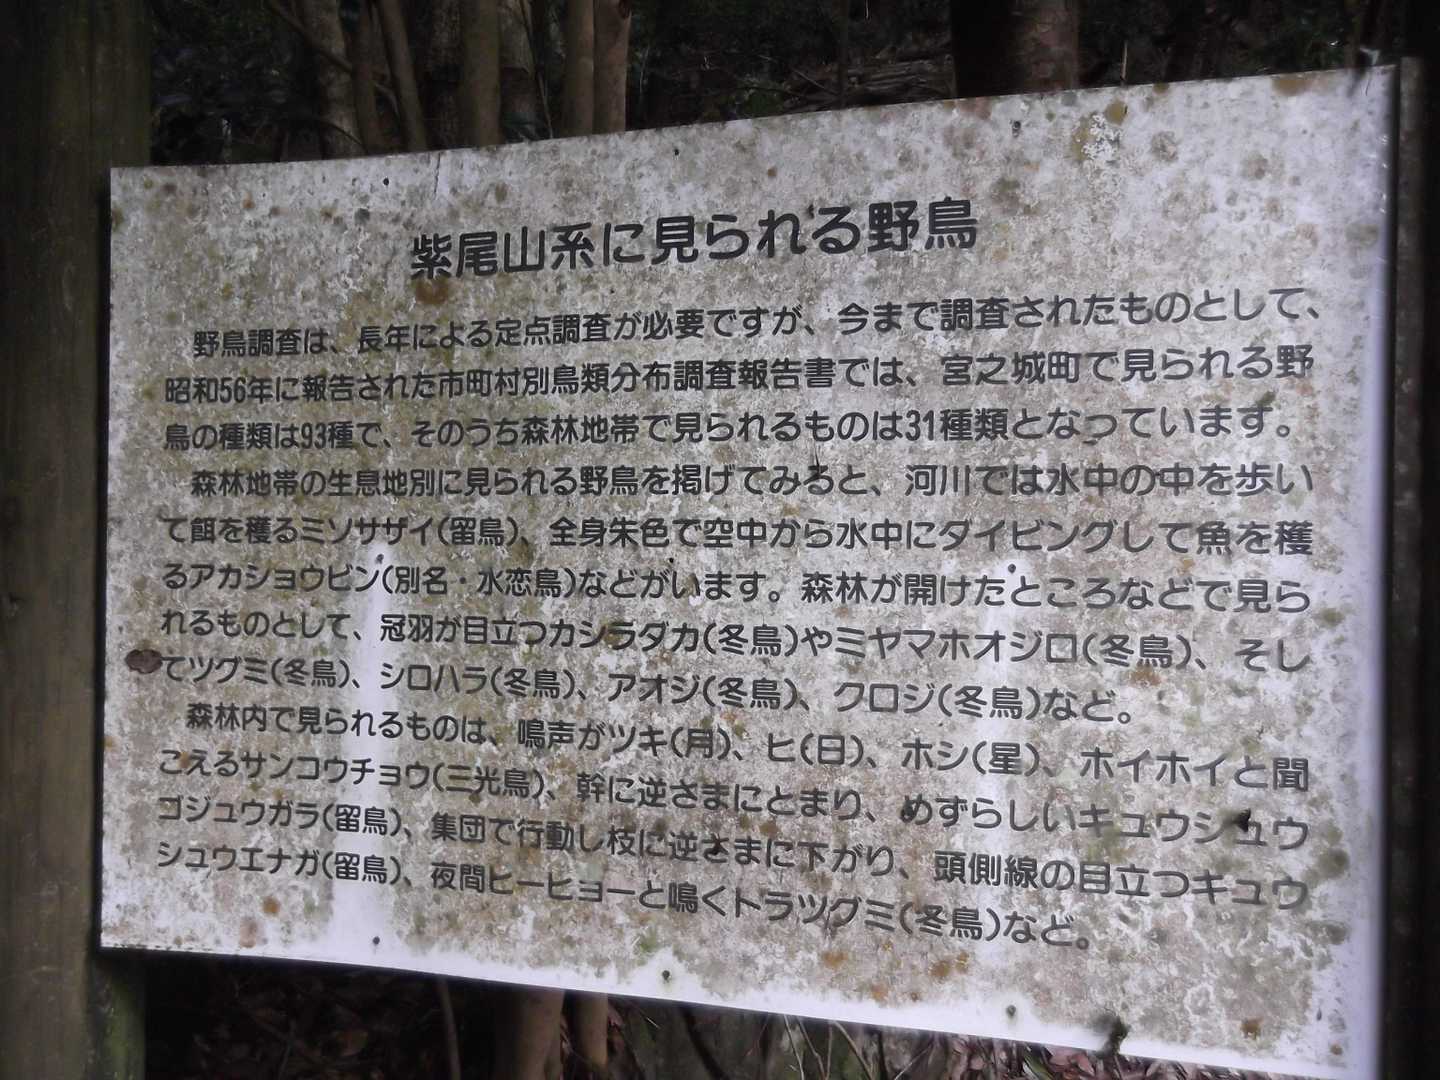 紫尾山系に見られる野鳥
野鳥調査は、長年による定点調査が必要ですが、今まで調査されたものとして、
昭和56年に報告された市町村別鳥類分布調査報告書では、宮之城町で見られる野
鳥の種類は93種で、そのうち森林地帯で見られるものは31種類となっています。
森林地帯の生息地別に見られる野鳥を掲げてみると、河川では水中の中を歩い
て餌を穫るミソサザイ(留鳥)、全身朱色で空中から水中にダイビングして魚を穫
るアカショウビン(別名・水恋鳥)などがいます。森林が開けたところなどで見ら
れるものとして、冠羽が目立つカシラダカ(冬鳥)やミヤマホオジロ(冬鳥)、そし
てツグミ(冬鳥)、シロハラ(冬鳥)、アオジ(冬鳥)、クロジ(冬鳥)など。
森林内で見られるものは、鳴声がツキ(月)、ヒ(日)、ホシ(星)、ホイホイと聞
こえるサンコウチョウ(三光鳥)、幹に逆さまにとまり、めずらしいキュウシュウ
ゴジュウガラ(留鳥)、集団で行動し枝に逆さまに下がり、頭側線の目立つキュウ
シュウエナガ(留鳥)、夜間ヒーヒョーと鳴くトラツグミ(冬鳥)など。